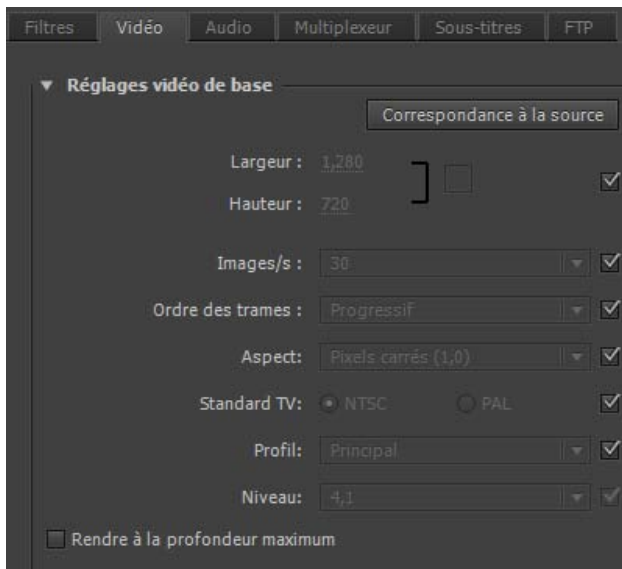 Filtres Vidéo Audio Multiplexeur Sous-titres FTP
Réglages vidéo de base
Correspondance à la source
Largeur : 1,280
Hauteur : 720
Images/s : 30
Ordre des trames : Progressif
Aspect: Pixels carrés (1,0)
Standard TV: NTSC PAL
Profil: Principal
Niveau: 4,1
Rendre à la profondeur maximum